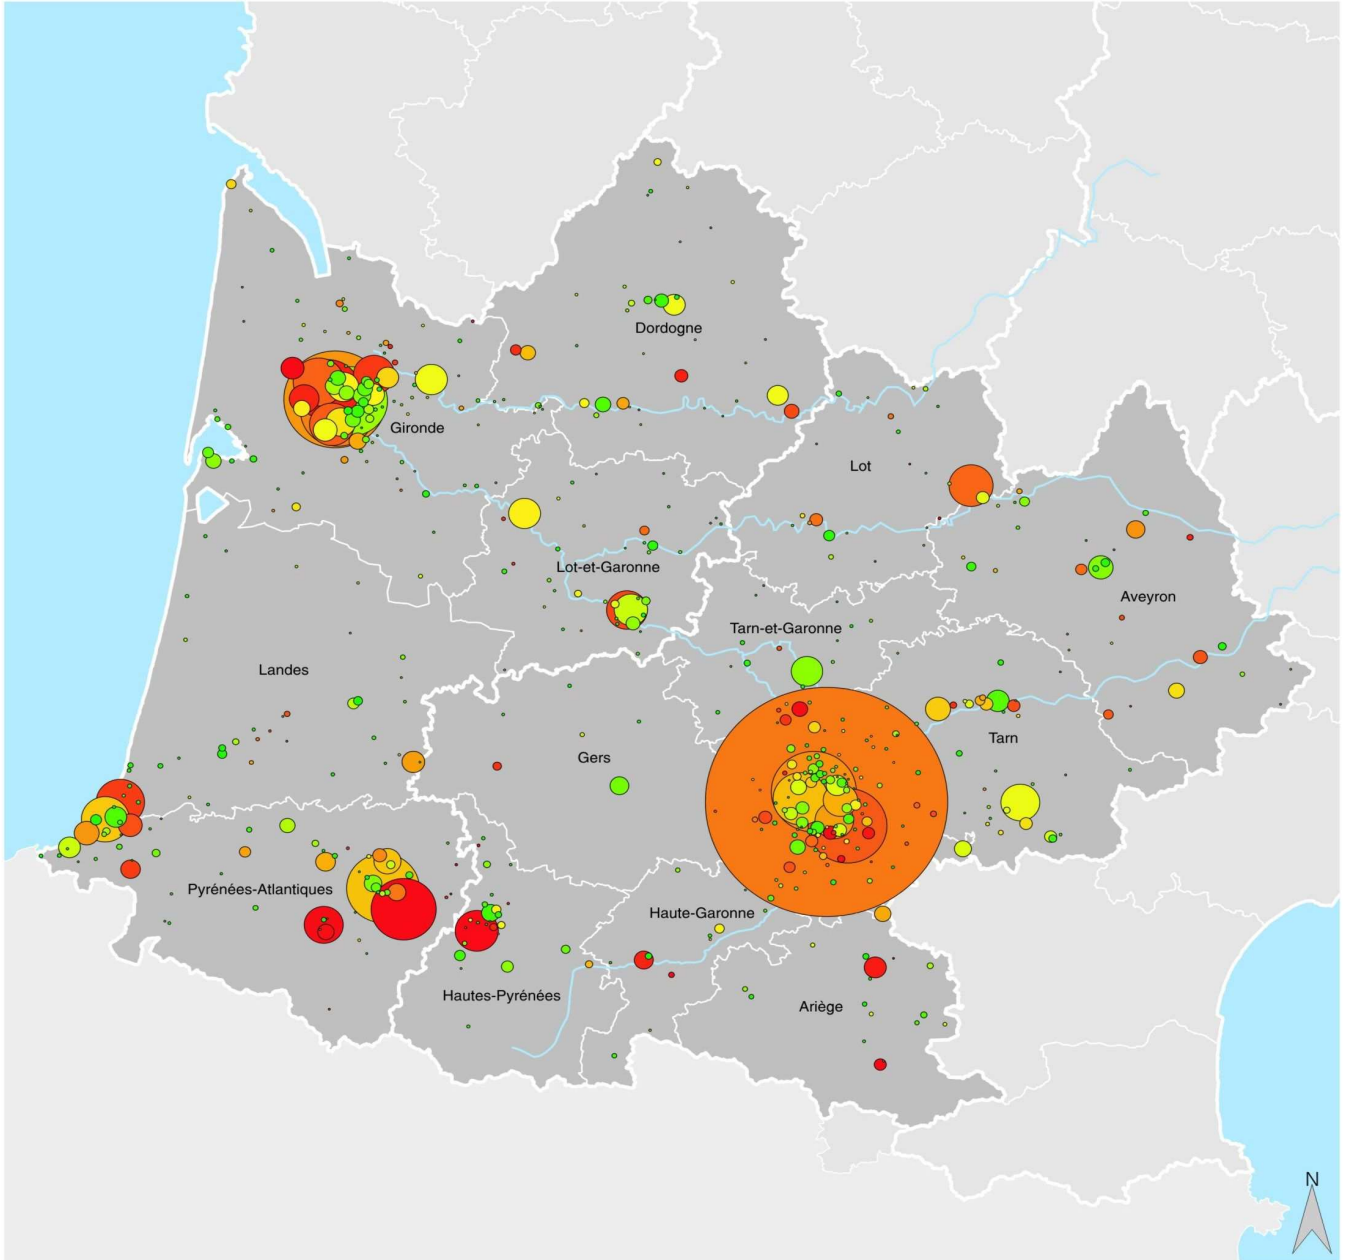 Dordogne
Gironde
Lot
Lot-et-Garonne
Aveyron
Tarn-et-Garonne
Landes
Tarn
Gers
Pyrénées-Atlantiques
Haute-Garonne
Hautes-Pyrénées
Ariège
N